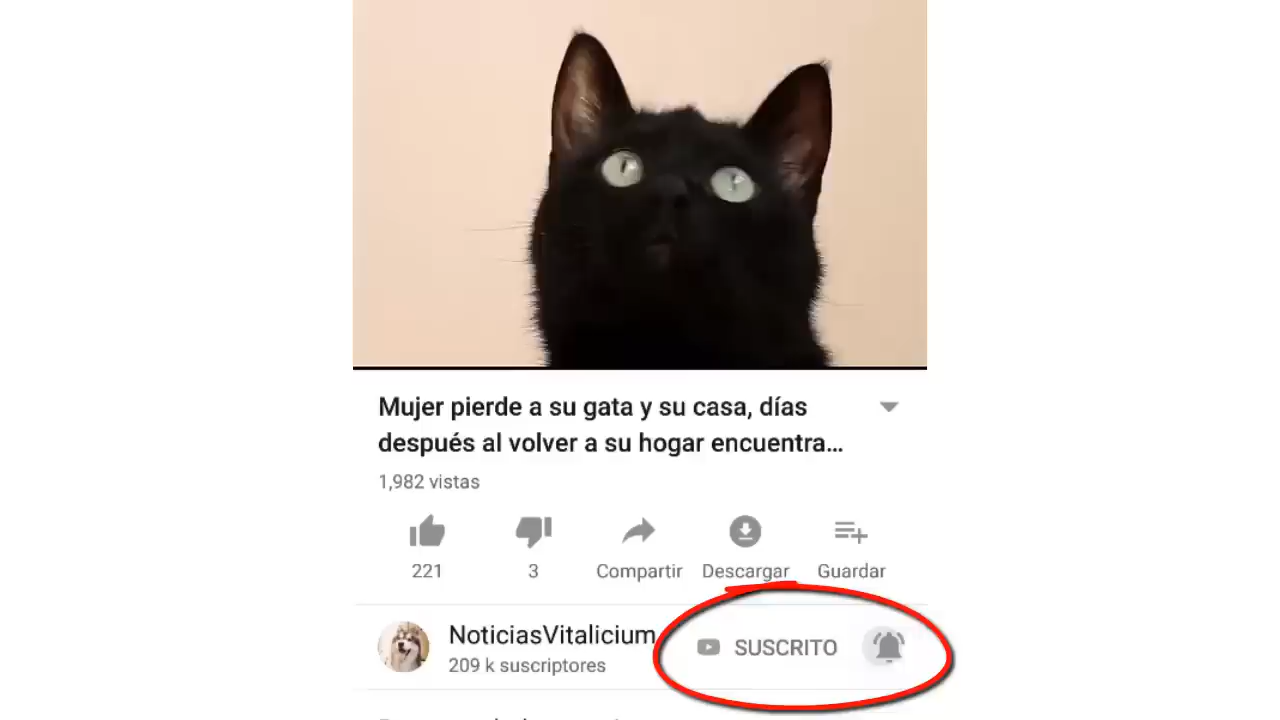 Mujer pierde a su gata y su casa, días
después al volver a su hogar encuentra...
1,982 vistas
221
3
Compartir
Descargar
Guardar
NoticiasVitalicium
SUSCRITO
209 k suscriptores